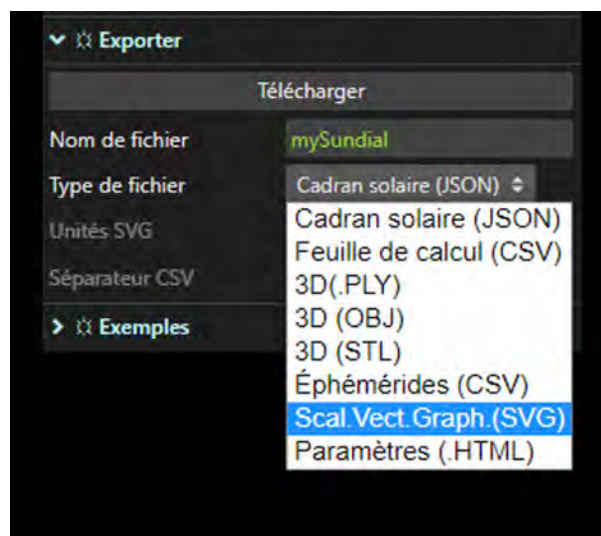 Exporter
Télécharger
Nom de fichier mySundial
Type de fichier Cadran solaire (JSON)
Unités SVG
Séparateur CSV
Exemples
Cadran solaire (JSON)
Feuille de calcul (CSV)
3D(.PLY)
3D (OBJ)
3D (STL)
Éphémérides (CSV)
Scal.Vect.Graph.(SVG)
Paramètres (.HTML)